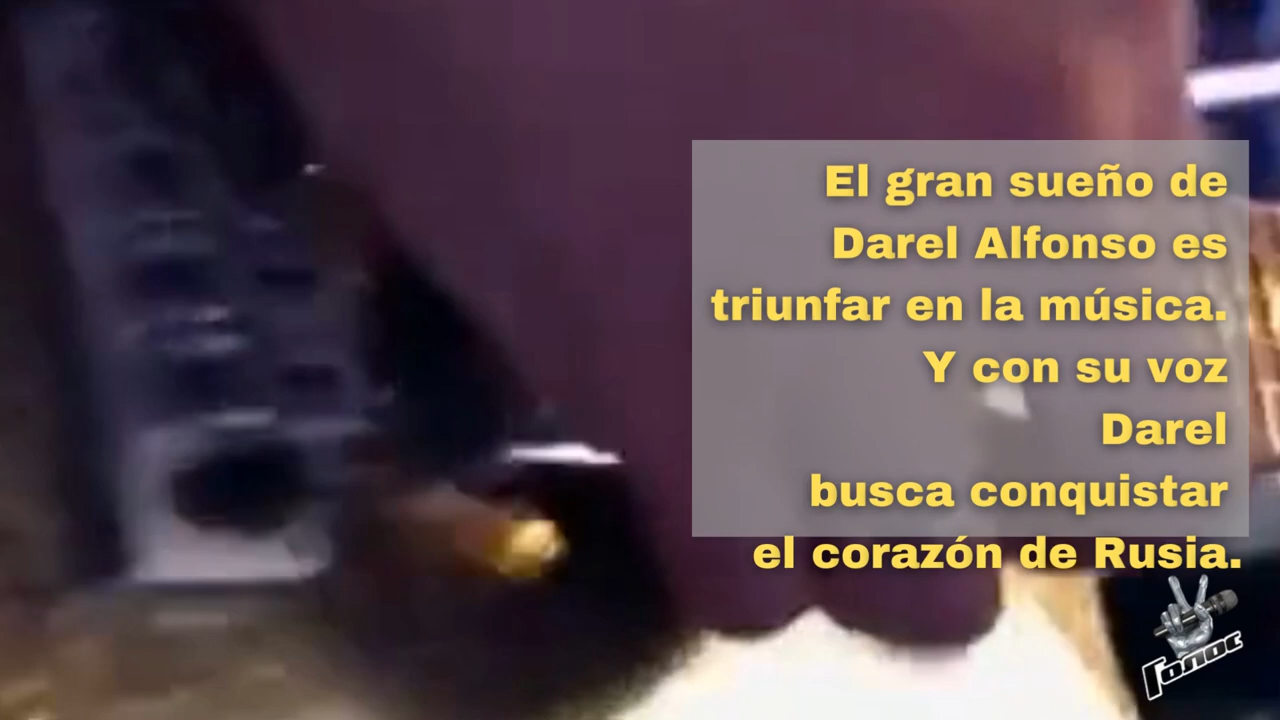 El gran sueño de
Darel Alfonso es
triunfar en la música.
Y con su voz
Darel
busca conquistar
el corazón de Rusia.
Голос